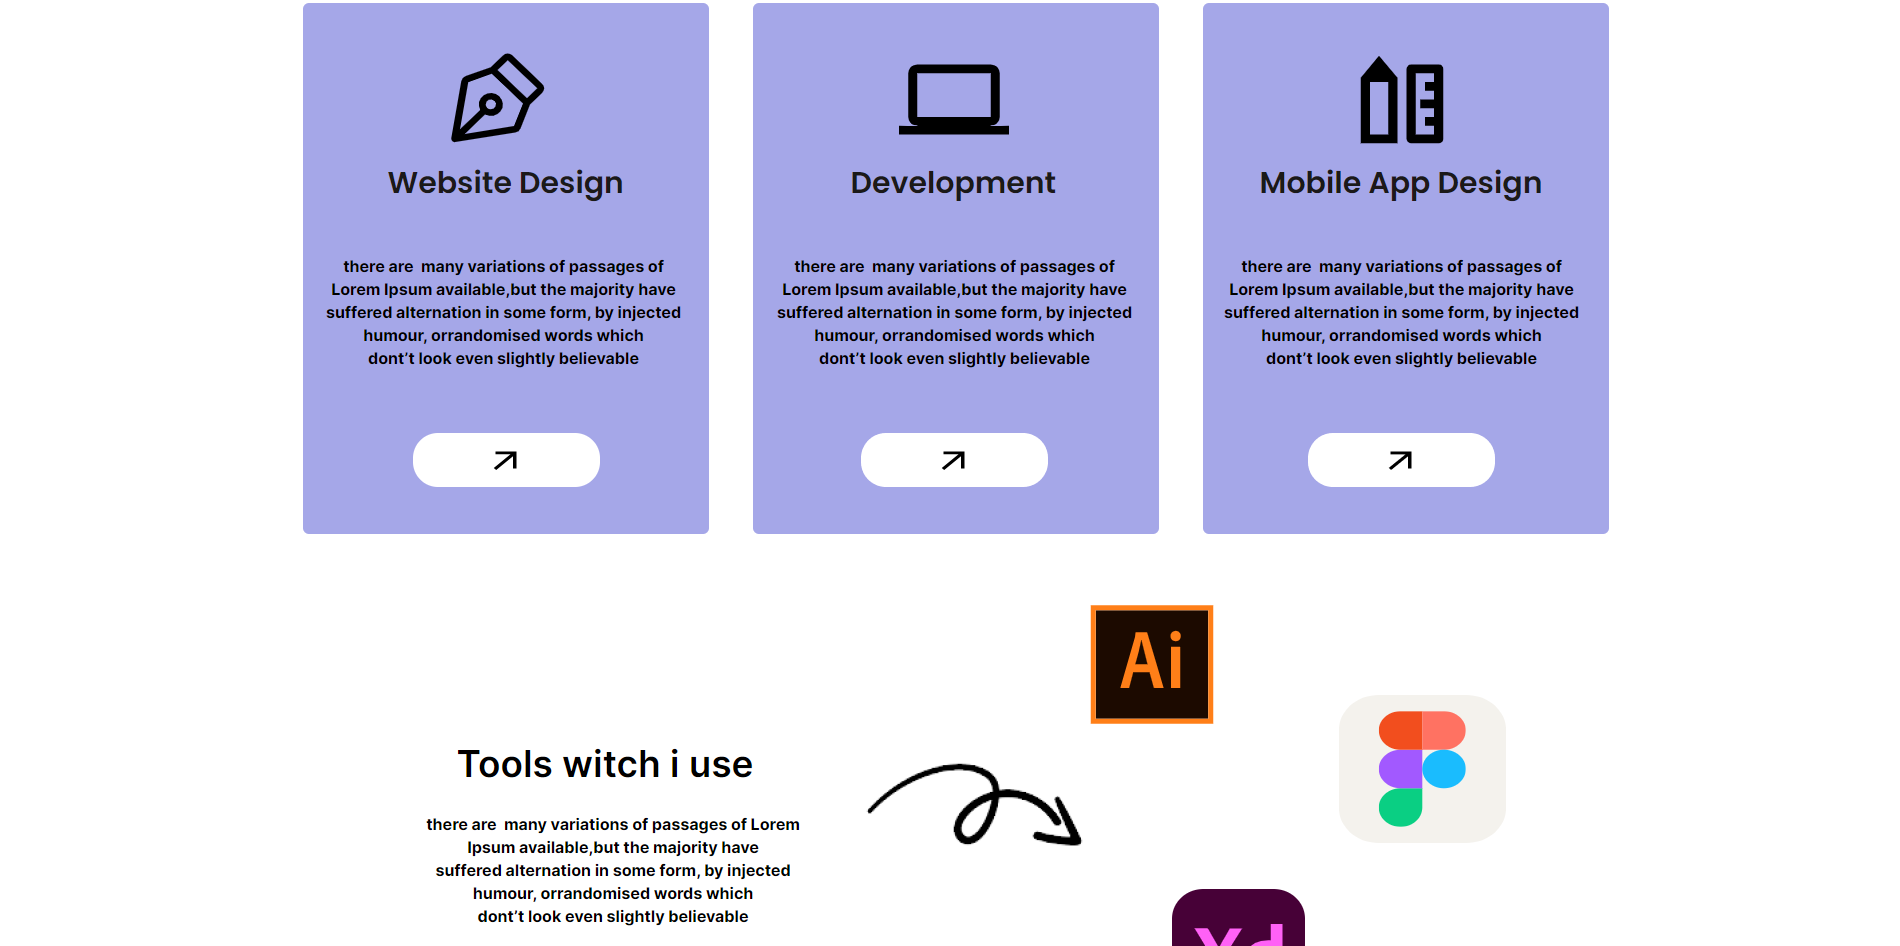 Website Design
there are  many variations of passages of
Lorem Ipsum available,but the majority have
suffered alternation in some form, by injected
humour, orrandomised words which
dont’t look even slightly believable
Development
there are  many variations of passages of
Lorem Ipsum available,but the majority have
suffered alternation in some form, by injected
humour, orrandomised words which
dont’t look even slightly believable
Mobile App Design
there are  many variations of passages of
Lorem Ipsum available,but the majority have
suffered alternation in some form, by injected
humour, orrandomised words which
dont’t look even slightly believable
Ai
Tools witch i use
there are  many variations of passages of Lorem
Ipsum available,but the majority have
suffered alternation in some form, by injected
humour, orrandomised words which
dont’t look even slightly believable
Xd